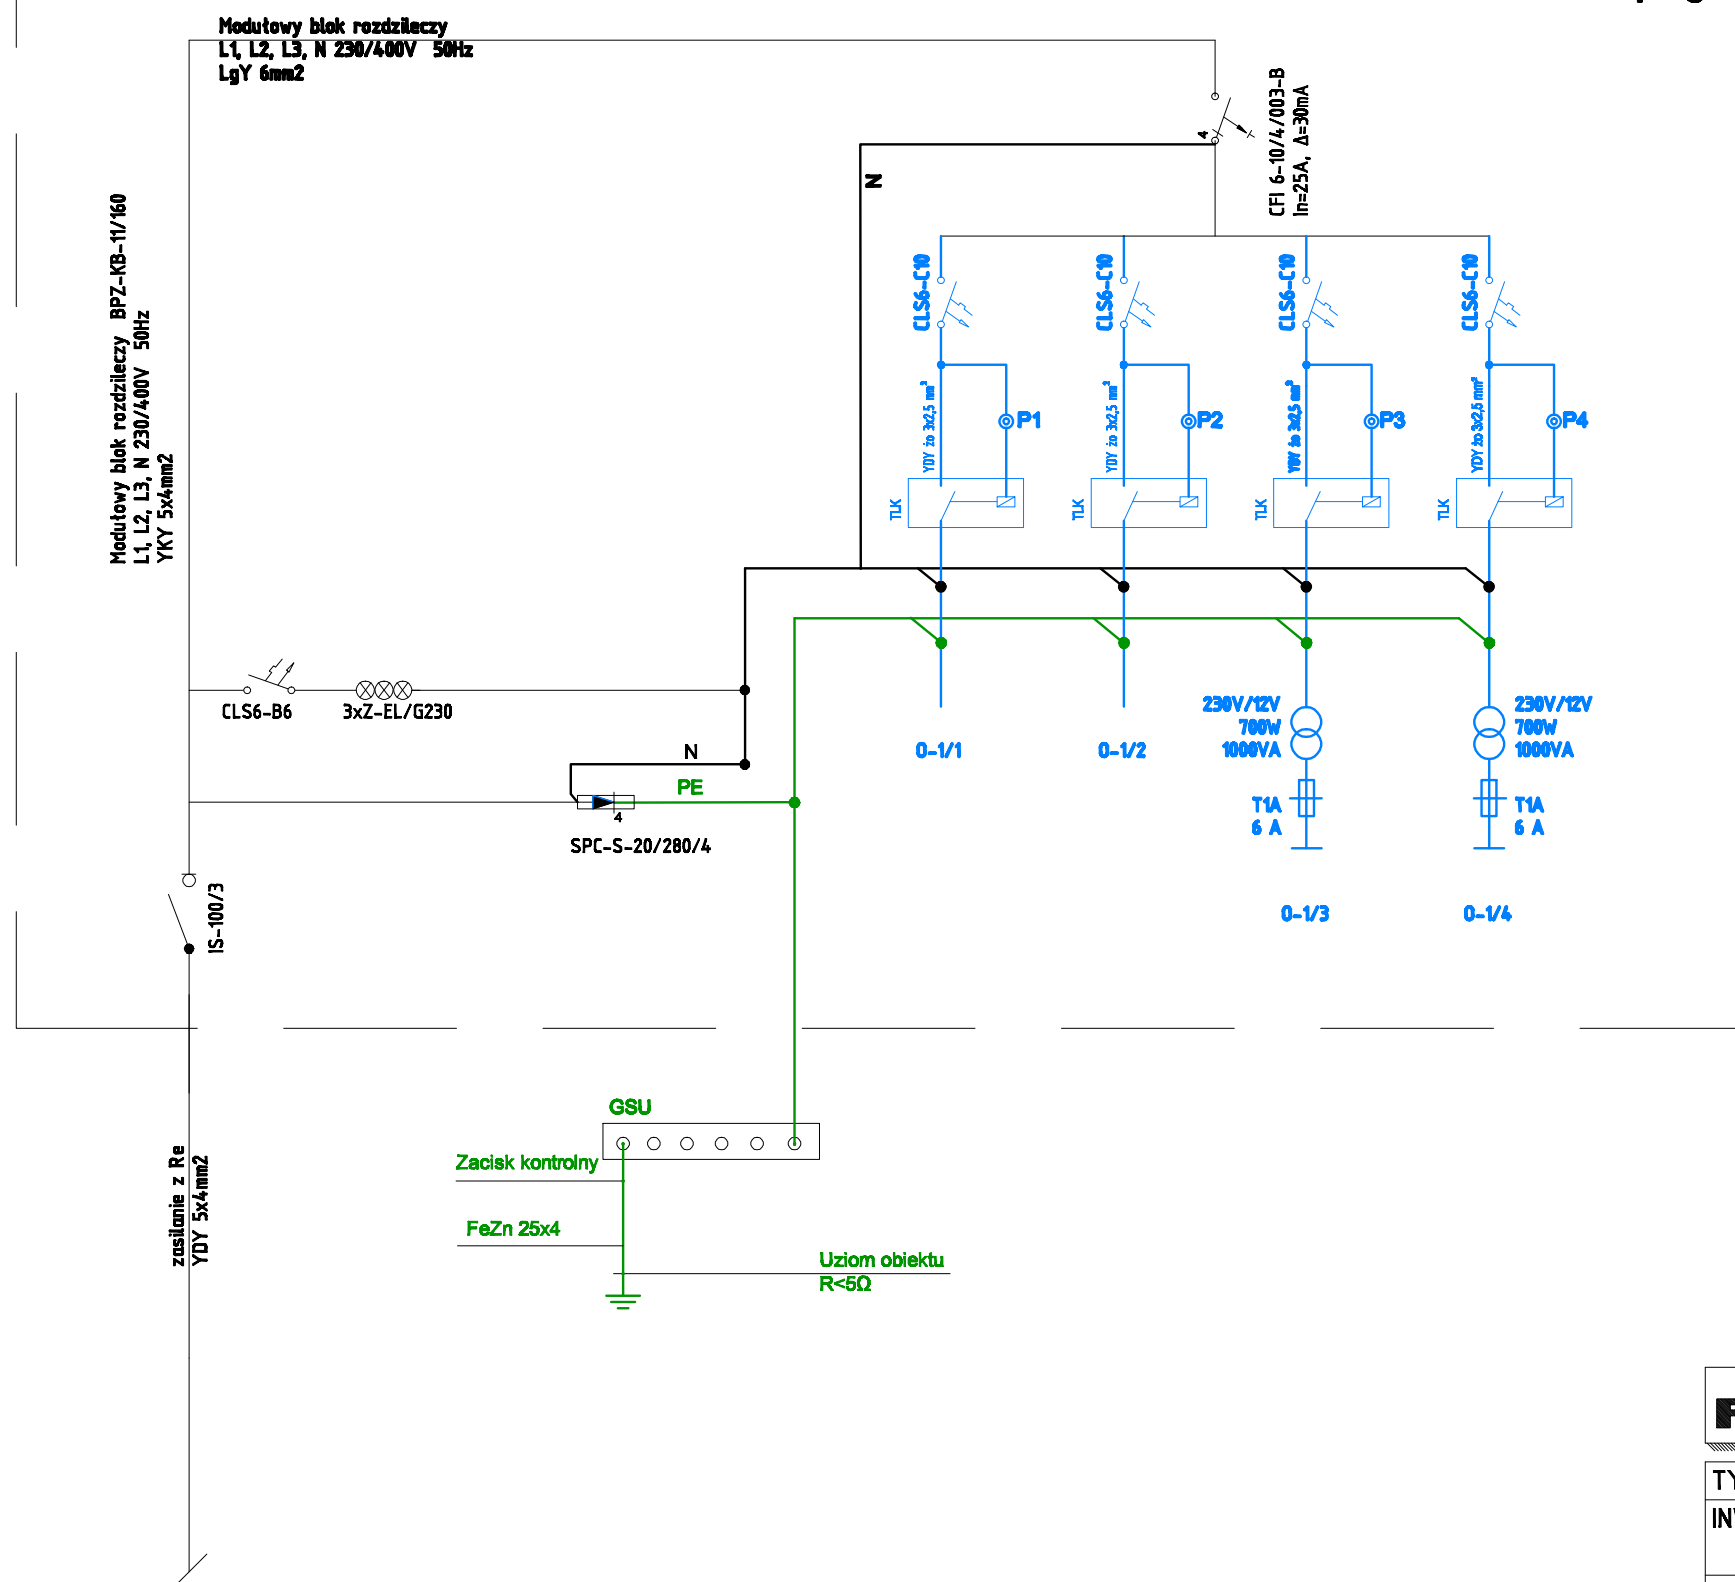 Modułowy blok rozdzileczy
L1, L2, L3, N 230/400V 50Hz
LgY 6mm2
CFI 6-10/4/003-B
In=25A, Δ=30mA
4
N
Modułowy blok rozdzileczy BPZ-KB-11/160
L1, L2, L3, N 230/400V 50Hz
YKY 5x4mm2
CLS6-C10
CLS6-C10
CLS6-C10
CLS6-C10
YDY żo 3x2,5 mm²
YDY żo 3x2,5 mm²
YDY żo 3x2,5 mm²
YDY żo 3x2,5 mm²
P1
P2
P3
P4
TLK
TLK
TLK
TLK
CLS6-B6
3xZ-EL/G230
N
PE
4
SPC-S-20/280/4
O-1/1
O-1/2
230V/12V
700W
1000VA
230V/12V
700W
1000VA
T1A
6 A
T1A
6 A
O-1/3
O-1/4
IS-100/3
GSU
Zacisk kontrolny
FeZn 25x4
Uziom obiektu
R<5Ω
zasilanie z Re
YDY 5x4mm2
TY
INV